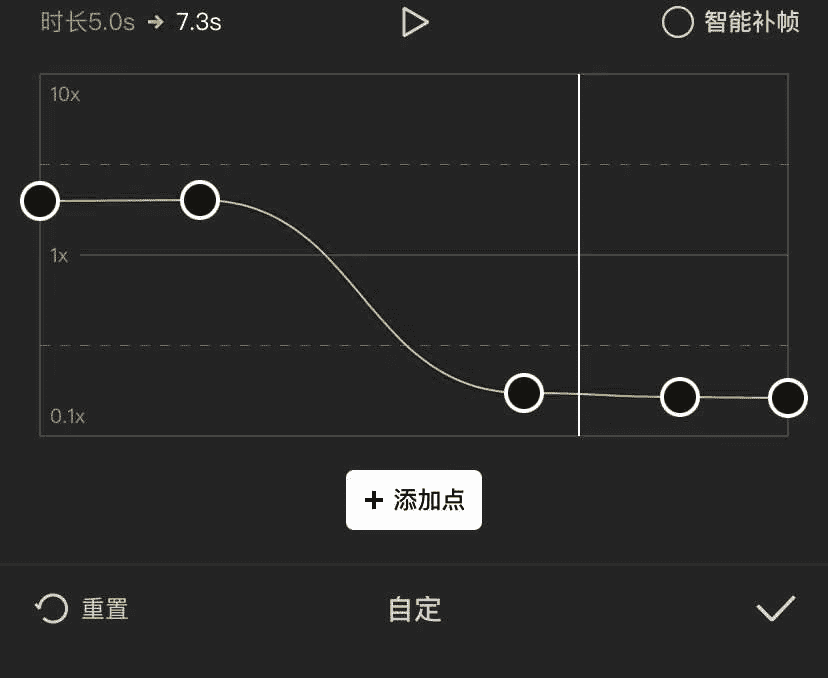 时长5.0s → 7.3s
智能补帧
10x
1x
0.1x
+ 添加点
重置
自定